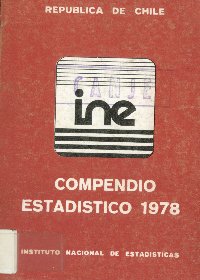 REPUBLICA DE CHILE
CANJE
ine
COMPENDIO
ESTADISTICO 1978
INSTITUTO NACIONAL DE ESTADISTICAS